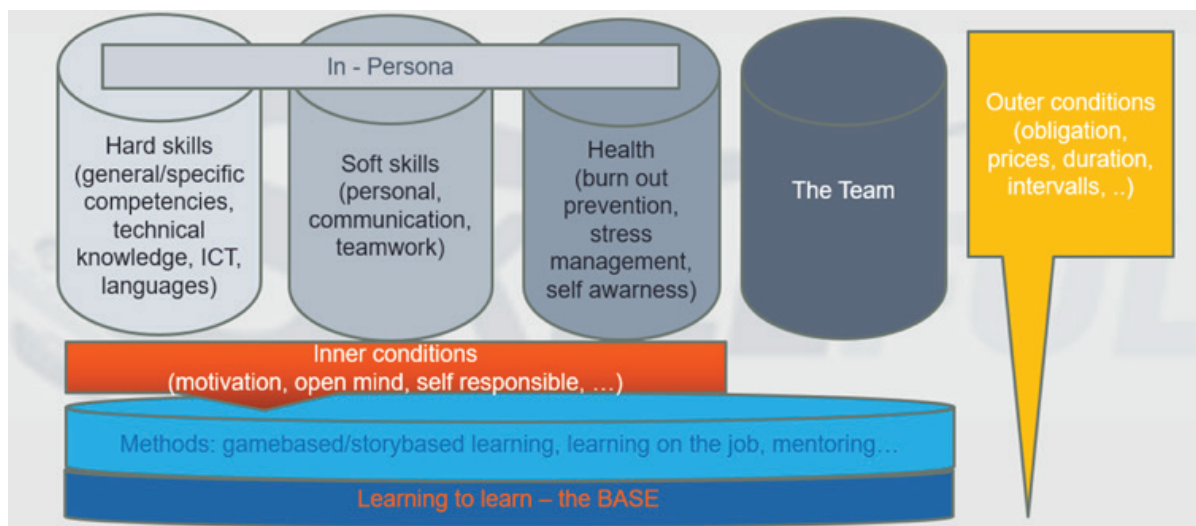 In - Persona
Hard skills
(general/specific
competencies,
technical
knowledge, ICT,
languages)
Soft skills
(personal,
communication,
teamwork)
Health
(burn out
prevention,
stress
management,
self awarness)
The Team
Outer conditions
(obligation,
prices, duration,
intervalls, ..)
Inner conditions
(motivation, open mind, self responsible, …)
Methods: gamebased/storybased learning, learning on the job, mentoring…
Learning to learn – the BASE